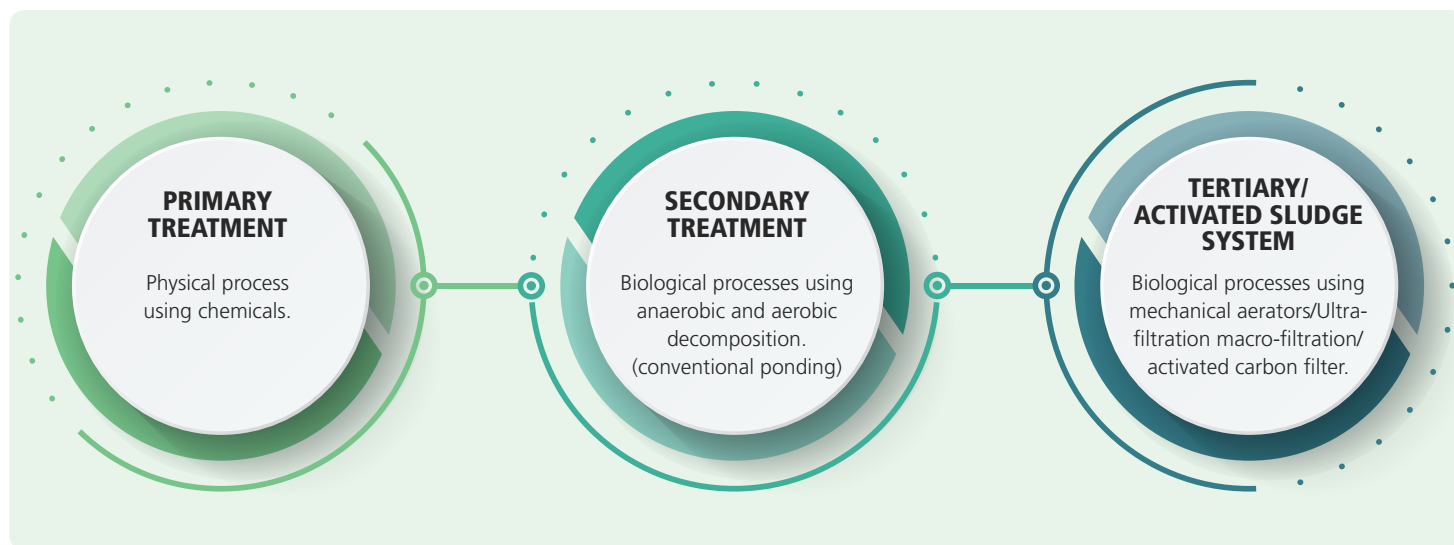 PRIMARY
TREATMENT
Physical process
using chemicals.
SECONDARY
TREATMENT
Biological processes using
anaerobic and aerobic
decomposition.
(conventional ponding)
TERTIARY/
ACTIVATED SLUDGE
SYSTEM
Biological processes using
mechanical aerators/Ultra-
filtration macro-filtration/
activated carbon filter.